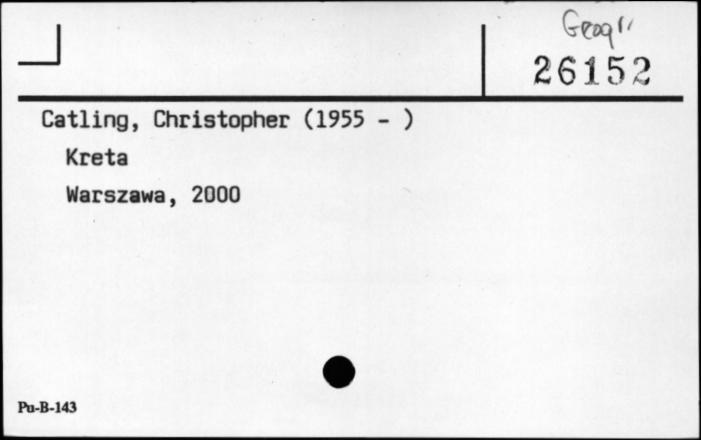 Geogr
26152
Catling, Christopher (1955 - )
Kreta
Warszawa, 2000
Pu-B-143